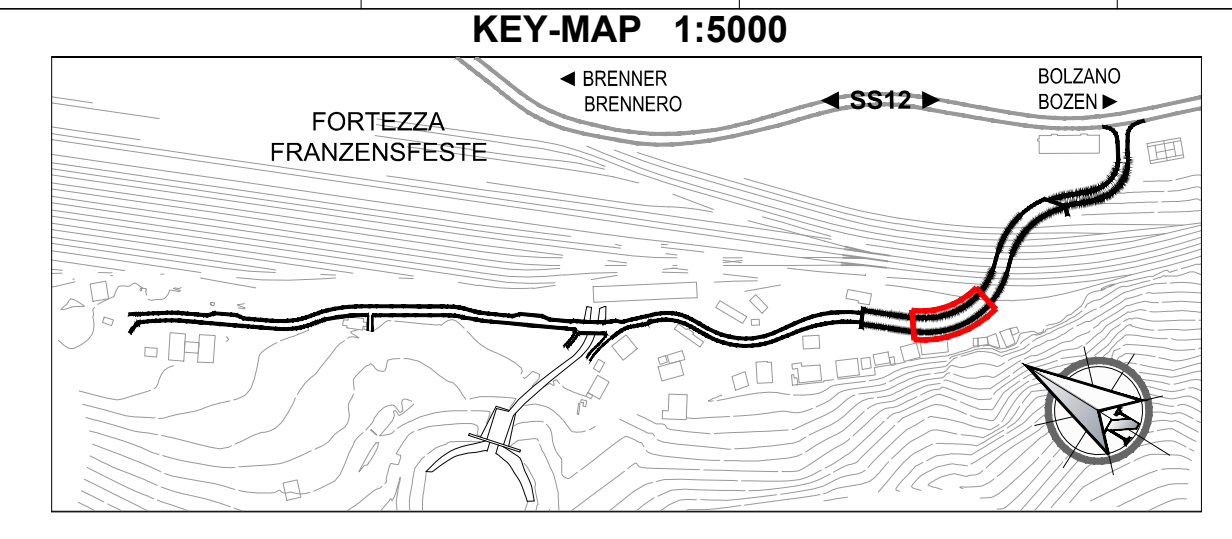 KEY-MAP 1:5000
◄ BRENNER
BRENNERO
◄ SS12 ►
BOLZANO
BOZEN ►
FORTEZZA
FRANZENSFESTE
N